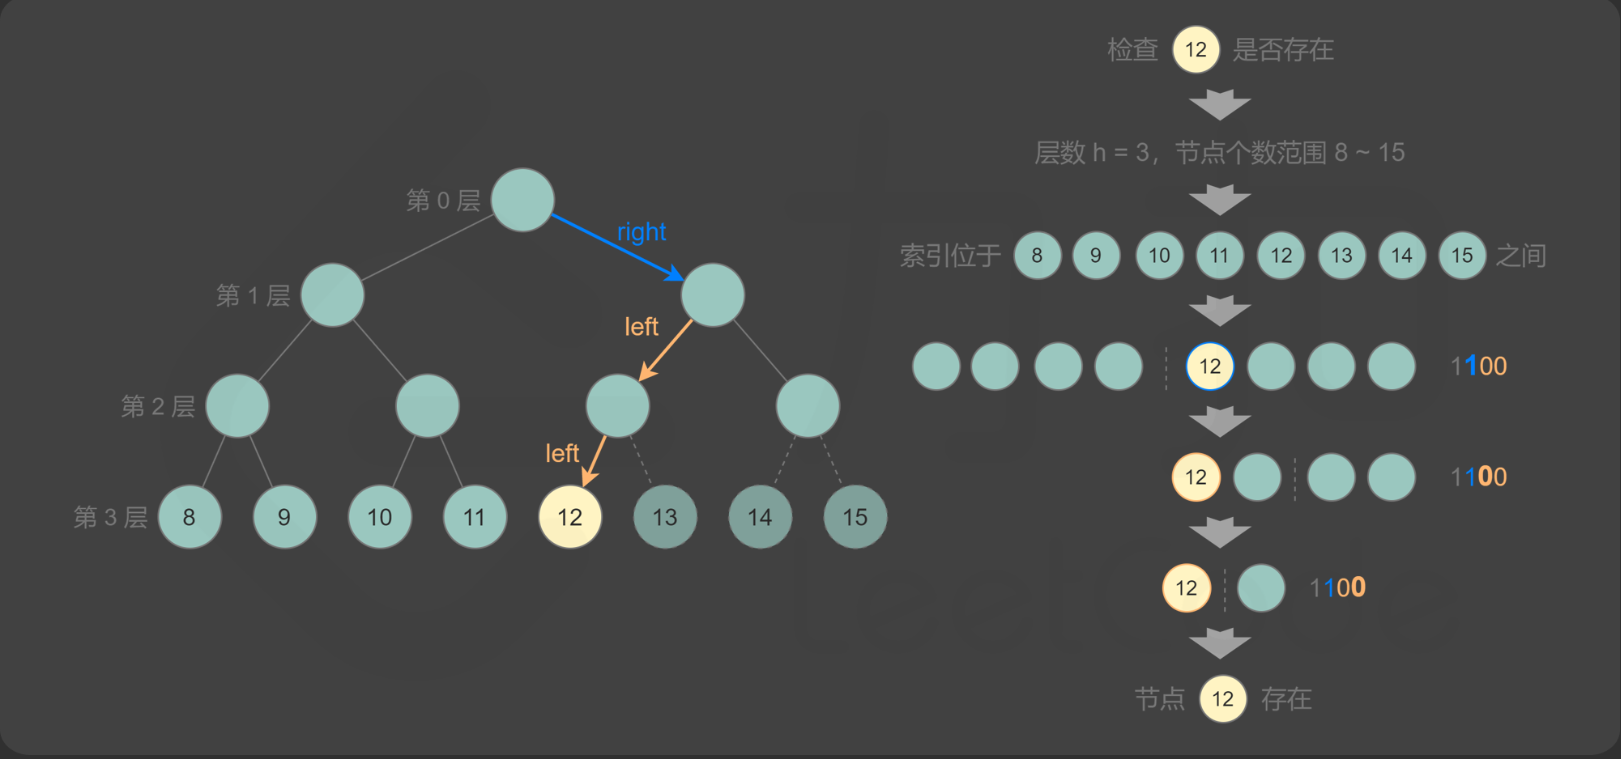 检查 12 是否存在
层数 h = 3，节点个数范围 8 ~ 15
第 0 层
right
索引位于 8 9 10 11 12 13 14 15 之间
第 1 层
left
12 1100
第 2 层
left
12 1100
第 3 层 8 9 10 11 12 13 14 15
12 1100
节点 12 存在
LeetCode